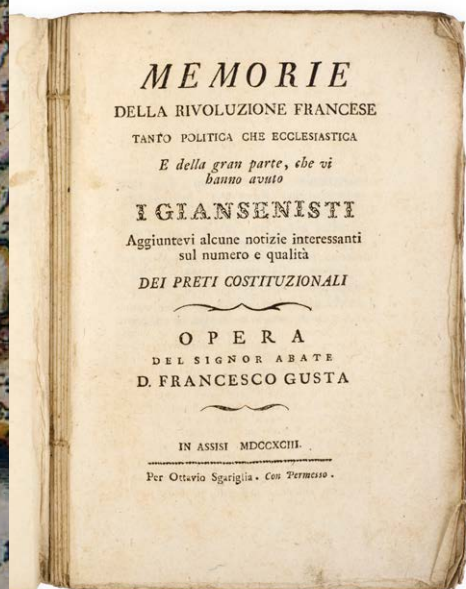 MEMORIE
DELLA RIVOLUZIONE FRANCESE
TANTO POLITICA CHE ECCLESIASTICA
E della gran parte, che vi
hanno avuto
I GIANSENISTI
Aggiuntevi alcune notizie interessanti
sul numero e qualità
DEI PRETI COSTITUZIONALI
OPERA
DEL SIGNOR ABATE
D. FRANCESCO GUSTA
IN ASSISI MDCCXCIII.
Per Ottavio Sgariglia. Con Permesso.